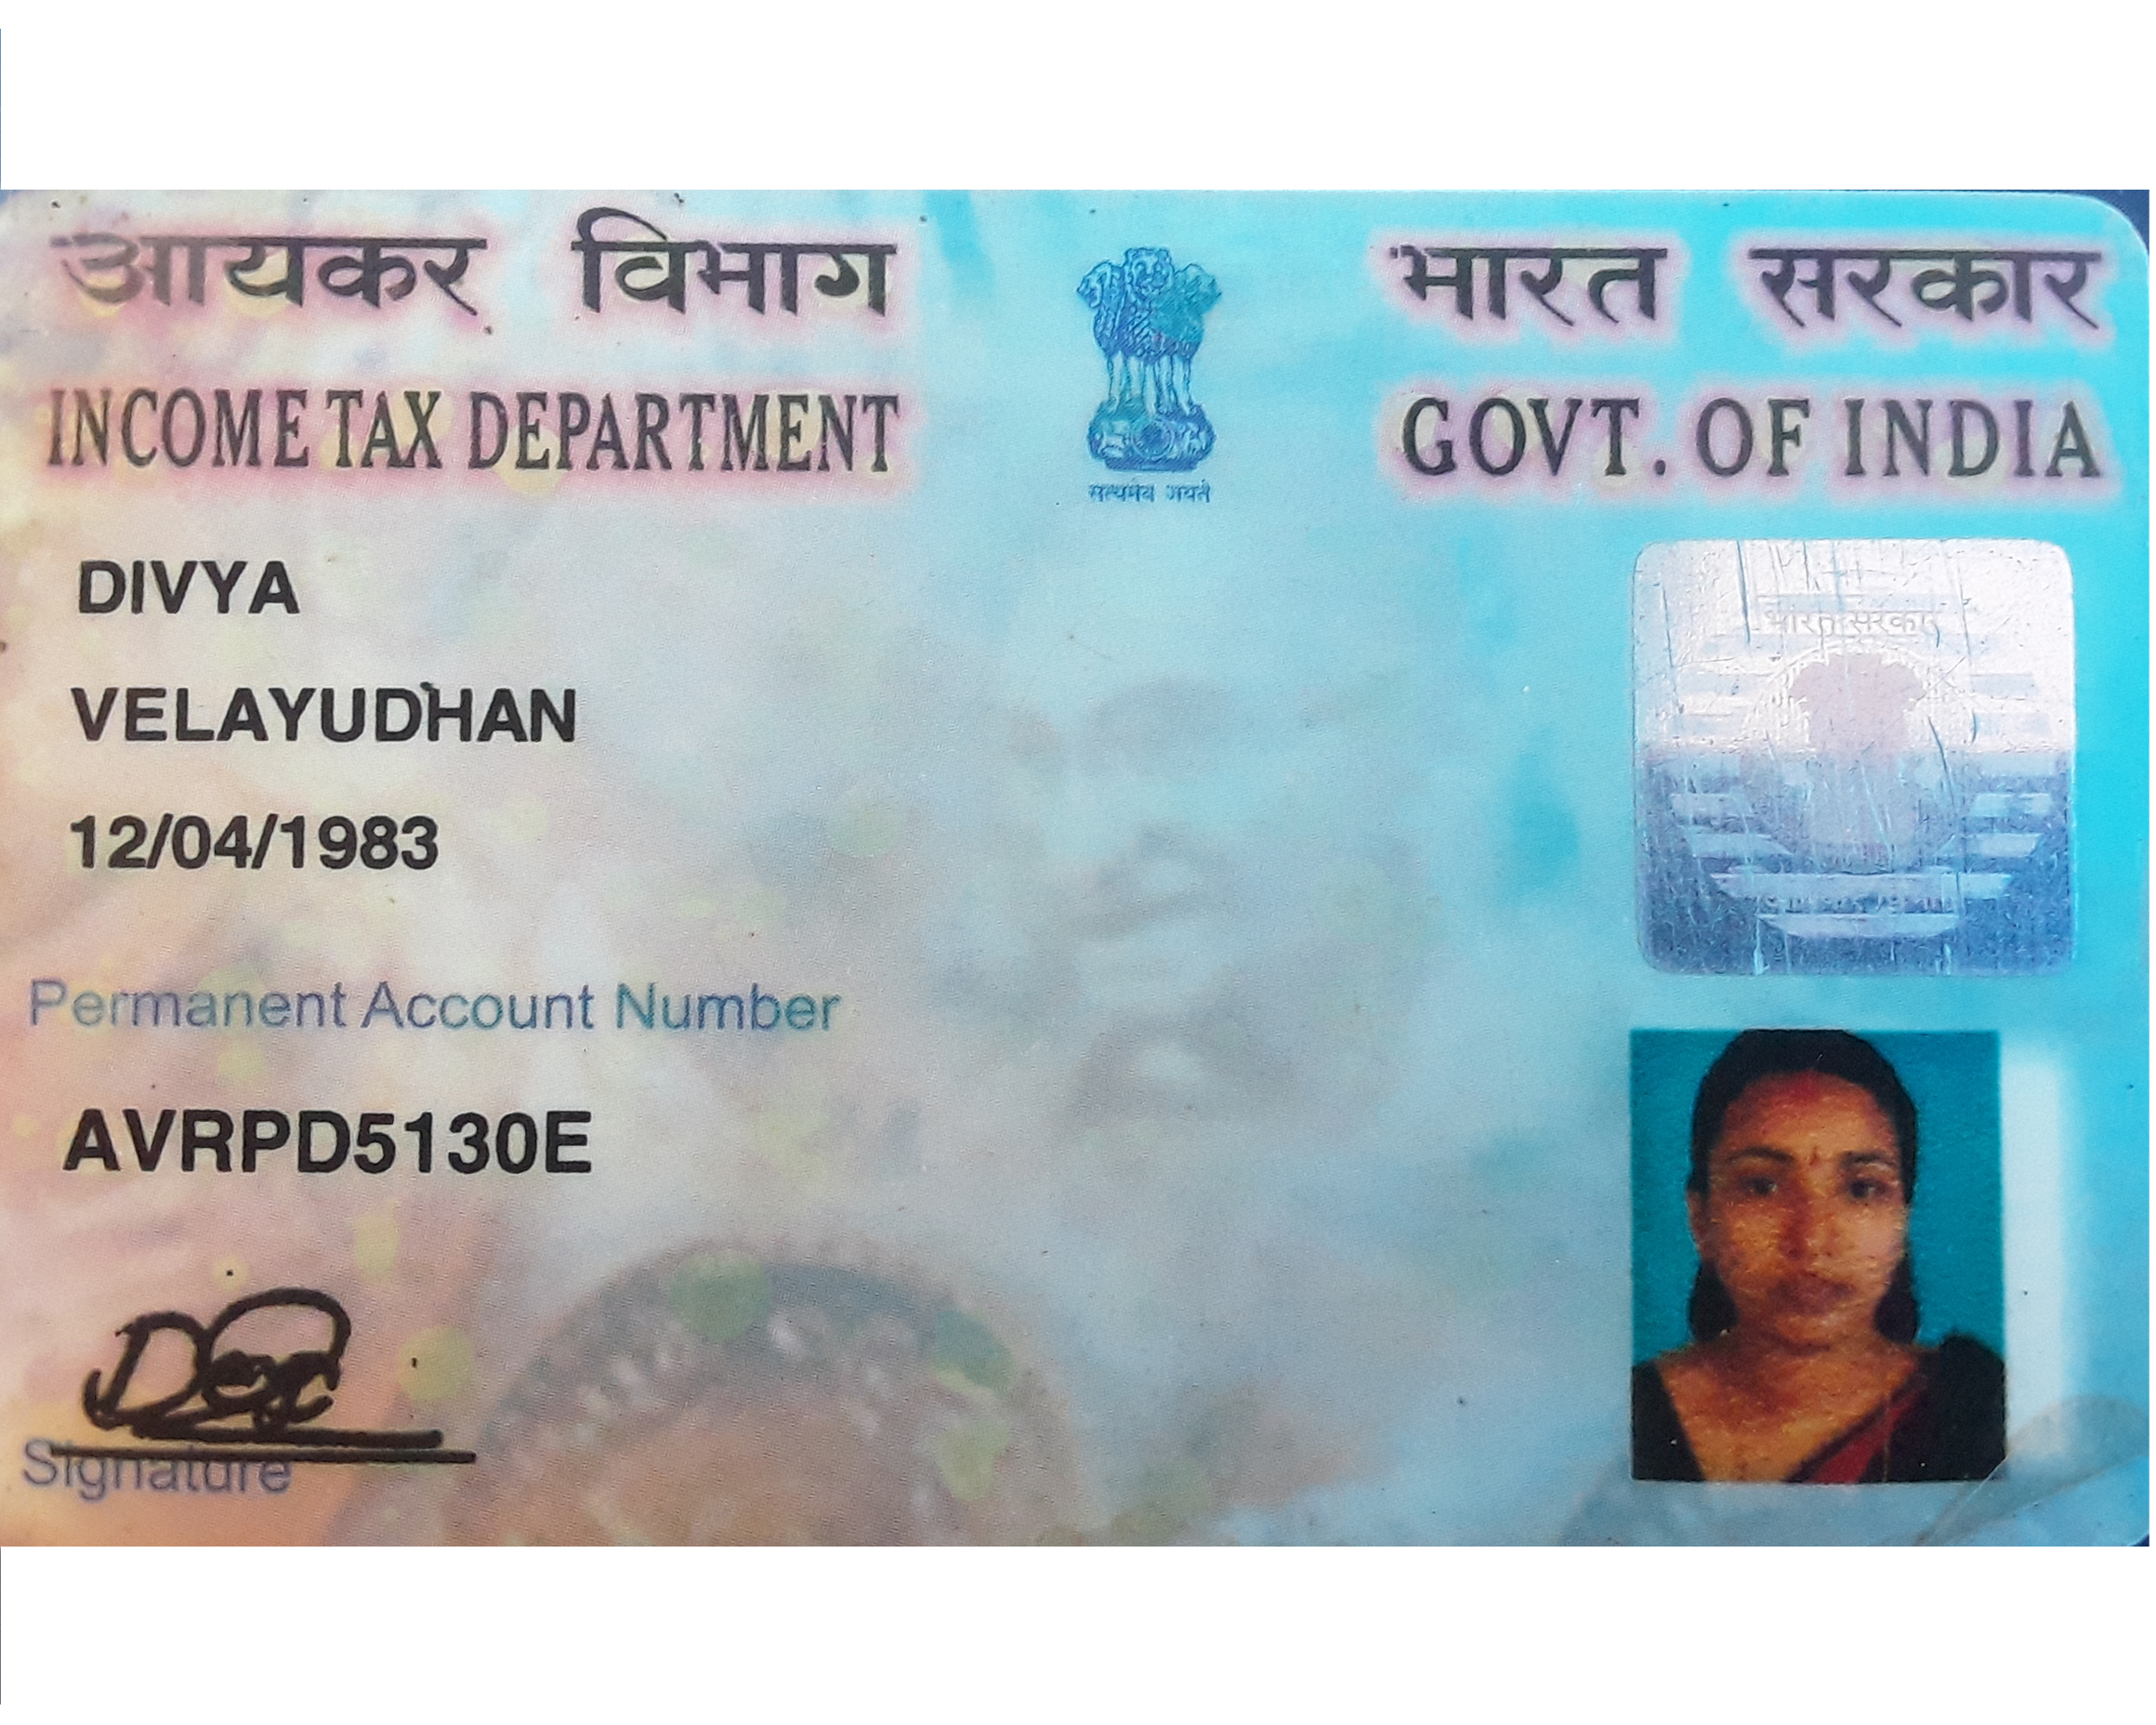 आयकर विभाग
भारत सरकार
INCOME TAX DEPARTMENT
GOVT. OF INDIA
सत्यमेव जयते
DIVYA
भारत सरकार
VELAYUDHAN
12/04/1983
Permanent Account Number
AVRPD5130E
Signature